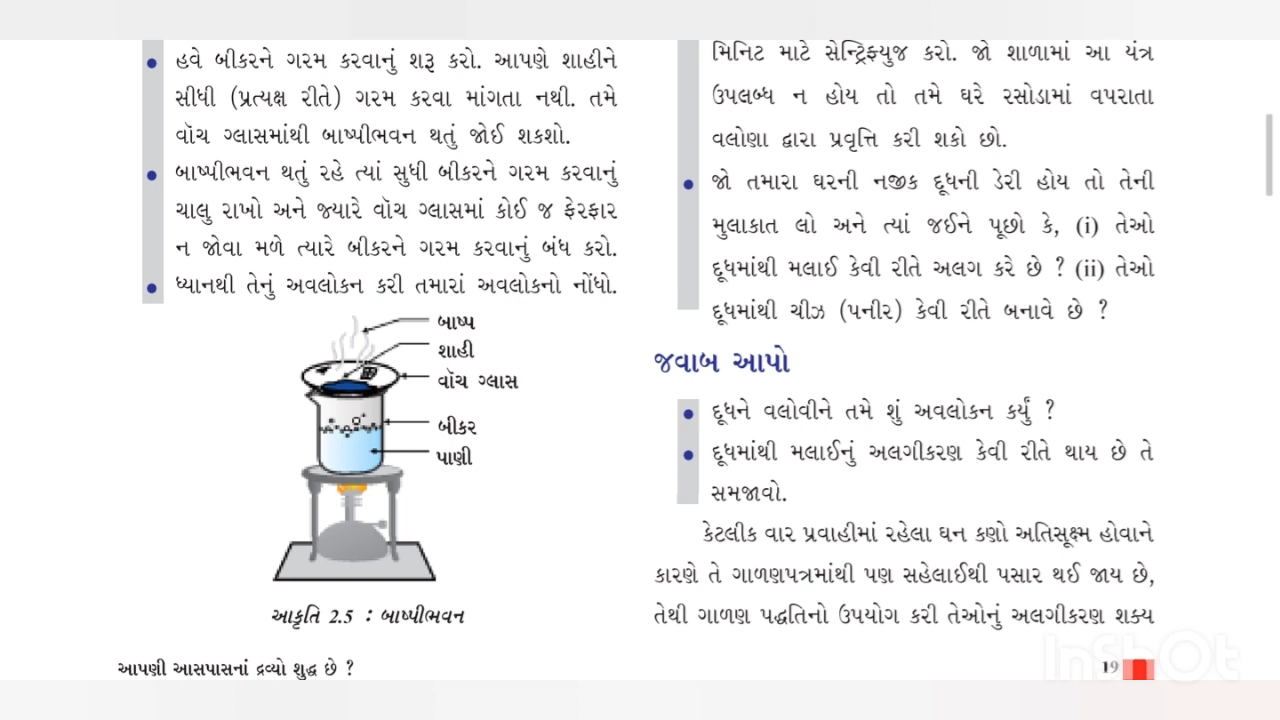 હવે બીકરને ગરમ કરવાનું શરૂ કરો. આપણે શાહીને
સીધી (પ્રત્યક્ષ રીતે) ગરમ કરવા માંગતા નથી. તમે
વૉચ ગ્લાસમાંથી બાષ્પીભવન થતું જોઈ શકશો.
બાષ્પીભવન થતું રહે ત્યાં સુધી બીકરને ગરમ કરવાનું
ચાલુ રાખો અને જ્યારે વૉચ ગ્લાસમાં કોઈ જ ફેરફાર
ન જોવા મળે ત્યારે બીકરને ગરમ કરવાનું બંધ કરો.
ધ્યાનથી તેનું અવલોકન કરી તમારાં અવલોકનો નોંધો.
બાષ્પ
શાહી
વૉચ ગ્લાસ
બીકર
પાણી
આકૃતિ 2.5 : બાષ્પીભવન
મિનિટ માટે સેન્ટ્રિફ્યુજ કરો. જો શાળામાં આ યંત્ર
ઉપલબ્ધ ન હોય તો તમે ઘરે રસોડામાં વપરાતા
વલોણા દ્વારા પ્રવૃત્તિ કરી શકો છો.
જો તમારા ઘરની નજીક દૂધની ડેરી હોય તો તેની
મુલાકાત લો અને ત્યાં જઈને પૂછો કે, (i) તેઓ
દૂધમાંથી મલાઈ કેવી રીતે અલગ કરે છે ? (ii) તેઓ
દૂધમાંથી ચીઝ (પનીર) કેવી રીતે બનાવે છે ?
જવાબ આપો
દૂધને વલોવીને તમે શું અવલોકન કર્યું ?
દૂધમાંથી મલાઈનું અલગીકરણ કેવી રીતે થાય છે તે
સમજાવો.
કેટલીક વાર પ્રવાહીમાં રહેલા ઘન કણો અતિસૂક્ષ્મ હોવાને
કારણે તે ગાળણપત્રમાંથી પણ સહેલાઈથી પસાર થઈ જાય છે,
તેથી ગાળણ પદ્ધતિનો ઉપયોગ કરી તેઓનું અલગીકરણ શક્ય
આપણી આસપાસનાં દ્રવ્યો શુદ્ધ છે ?
19
InShOt